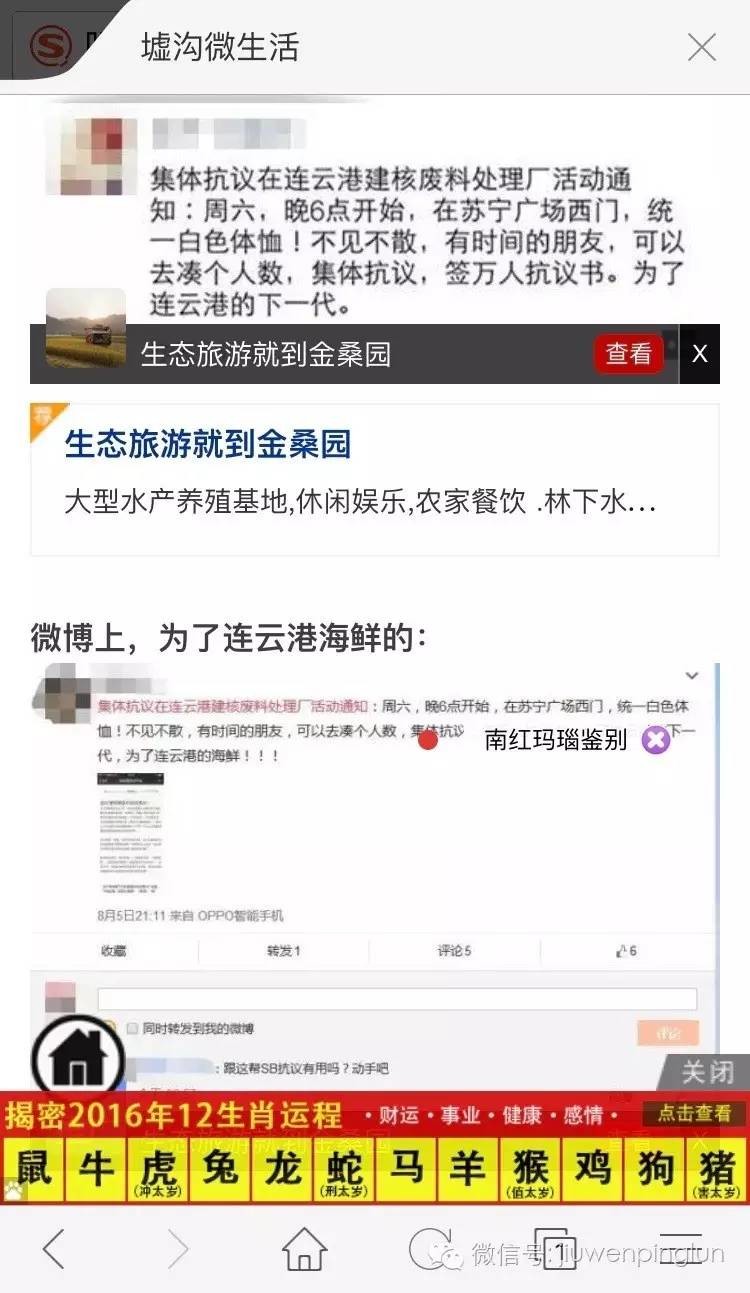 墟沟微生活
集体抗议在连云港建核废料处理厂活动通
知：周六，晚6点开始，在苏宁广场西门，统
一白色体恤！不见不散，有时间的朋友，可以
去凑个人数，集体抗议，签万人抗议书。为了
连云港的下一代。
生态旅游就到金桑园 查看 X
生态旅游就到金桑园
大型水产养殖基地,休闲娱乐,农家餐饮 .林下水...
微博上，为了连云港海鲜的：
集体抗议在连云港建核废料处理厂活动通知：周六，晚6点开始，在苏宁广场西门，统一白色体
恤！不见不散，有时间的朋友，可以去凑个人数，集体抗议 南红玛瑙鉴别 下一
代，为了连云港的海鲜！！！
8月5日21:11 来自 OPPO智能手机
收藏 转发1 评论5 6
同时转发到我的微博 评论
：跟这帮SB抗议有用吗？动手吧
关闭
揭密2016年12生肖运程 ·财运·事业·健康·感情· 点击查看
生态旅游就到金桑园 查看 X
鼠 牛 虎 兔 龙 蛇 马 羊 猴 鸡 狗 猪
(冲太岁) (刑太岁) (值太岁) (害太岁)
1
微信号: liuwenpinglun